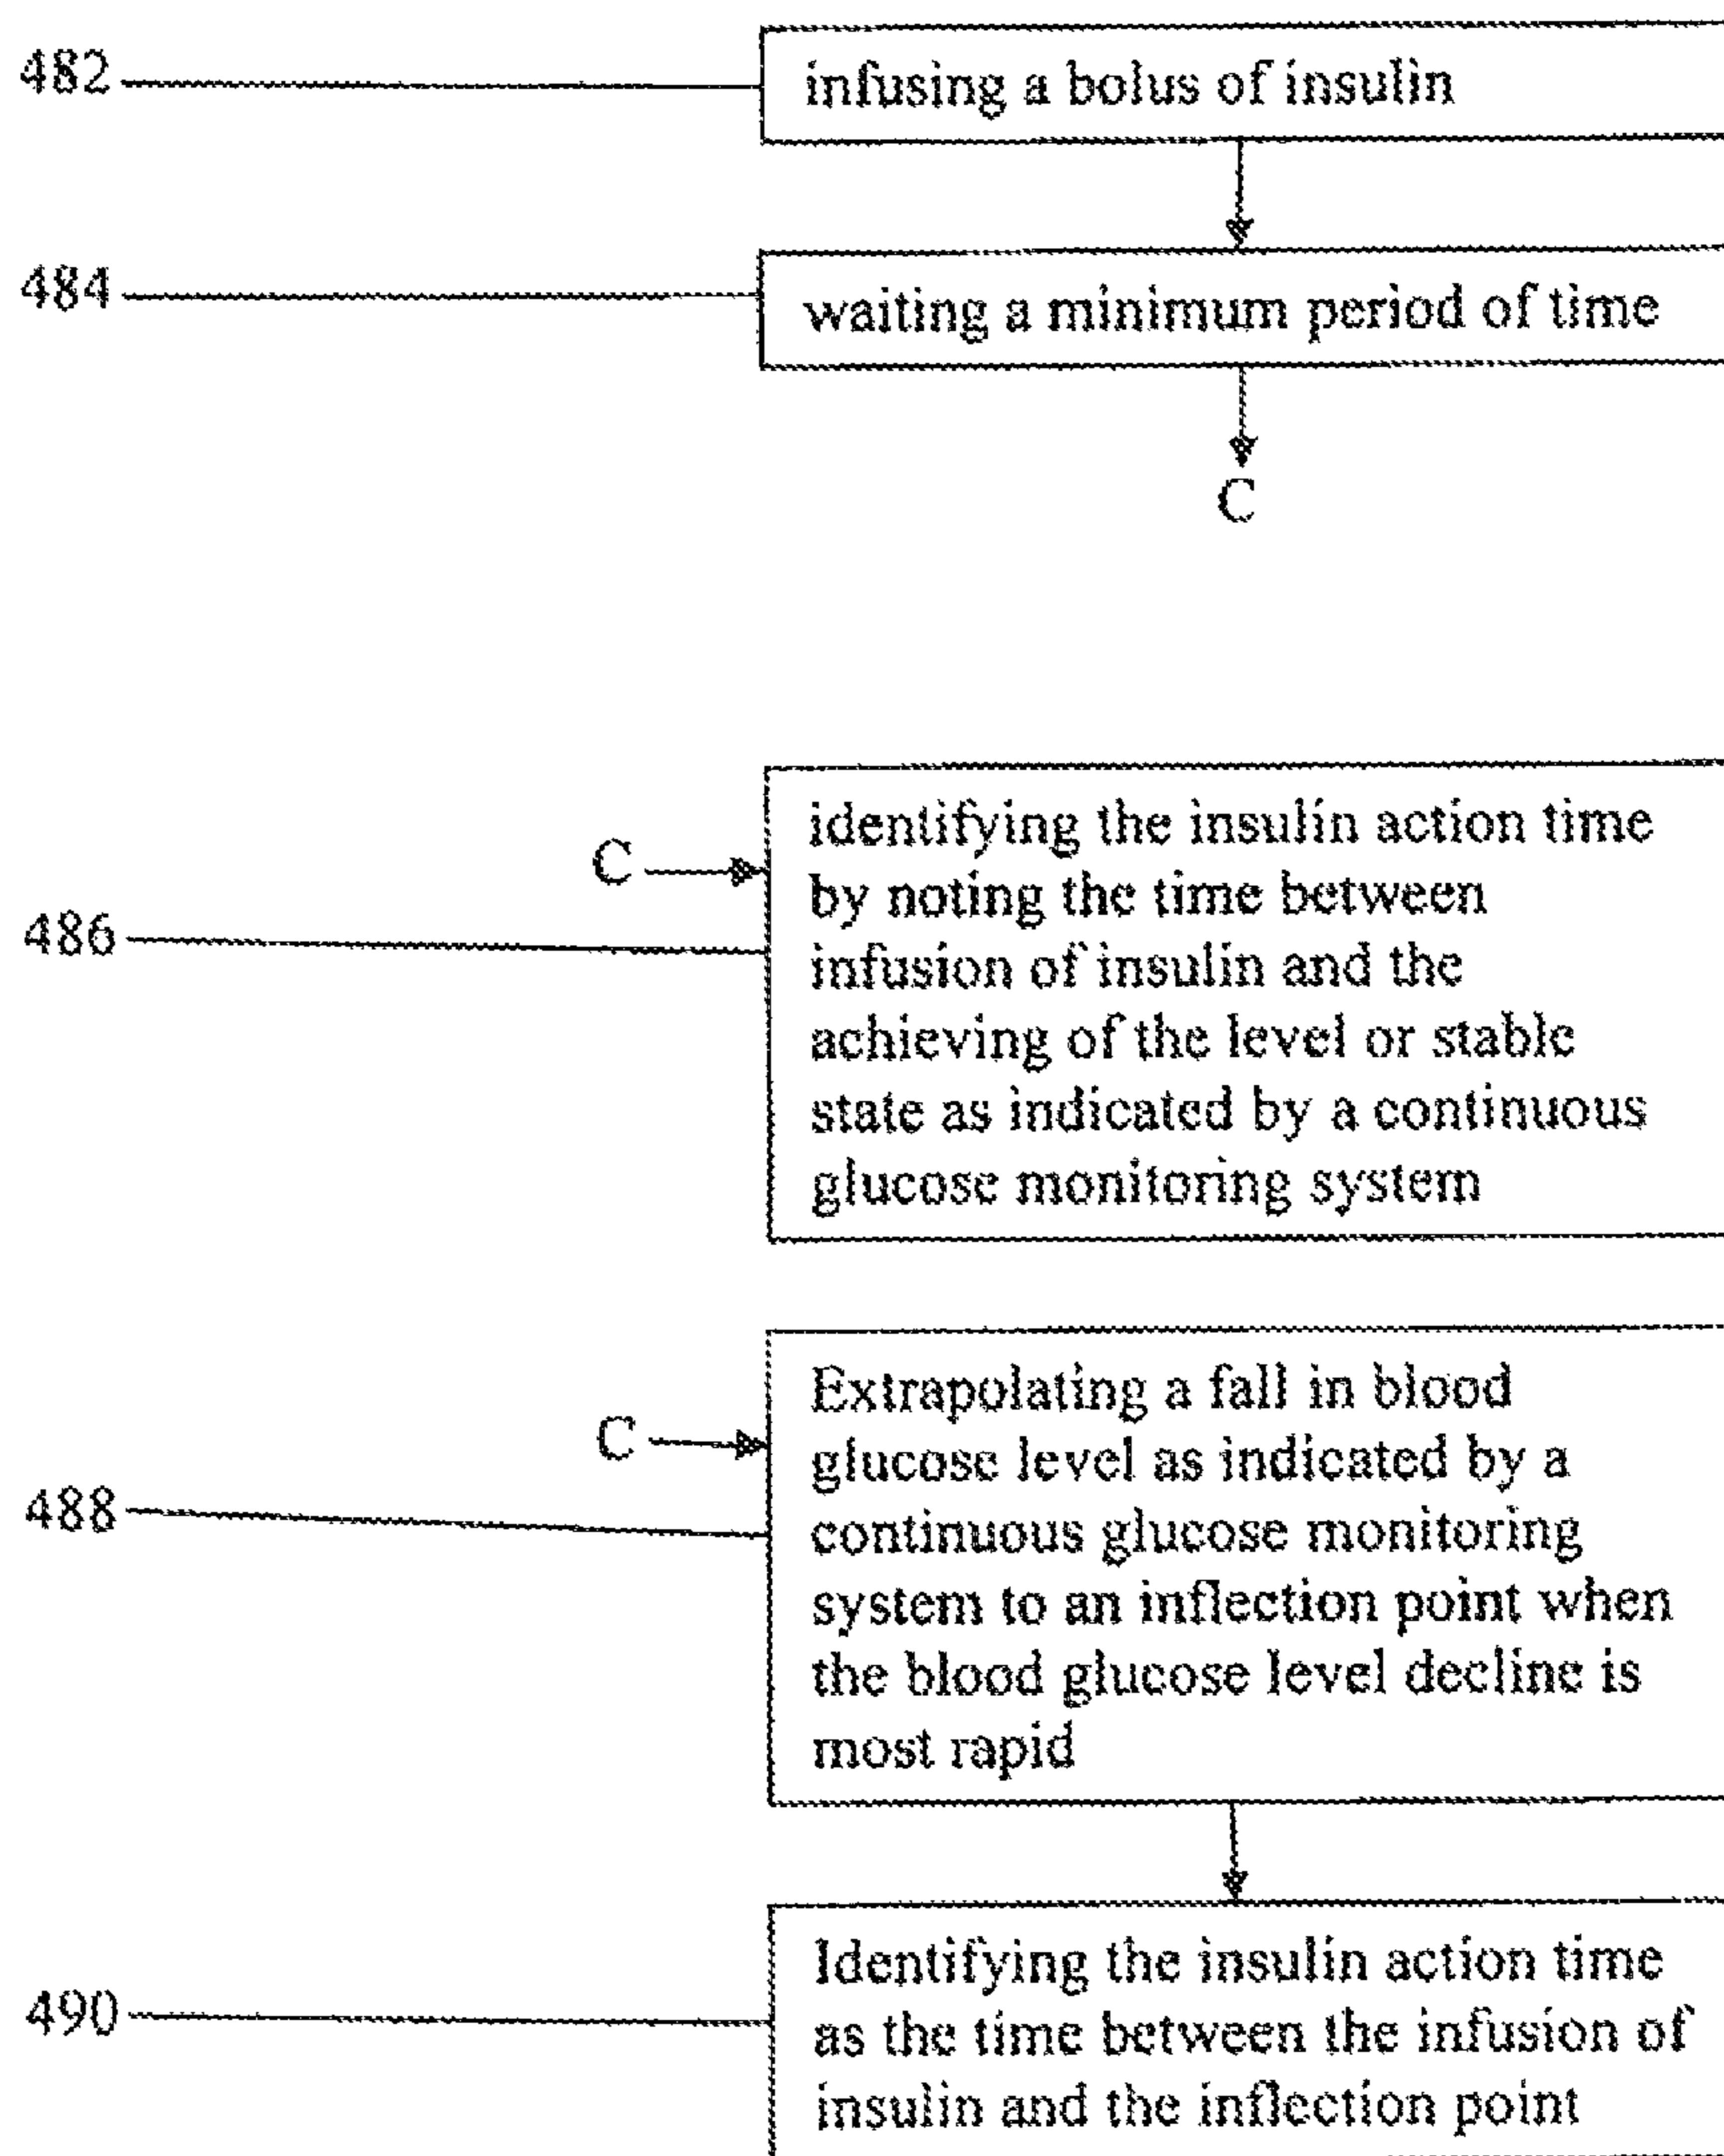 482 infusing a bolus of insulin
484 waiting a minimum period of time
C
C identifying the insulin action time
by noting the time between
486 infusion of insulin and the
achieving of the level or stable
state as indicated by a continuous
glucose monitoring system
Extrapolating a fall in blood
C glucose level as indicated by a
488 continuous glucose monitoring
system to an inflection point when
the blood glucose level decline is
most rapid
Identifying the insulin action time
490 as the time between the infusion of
insulin and the inflection point